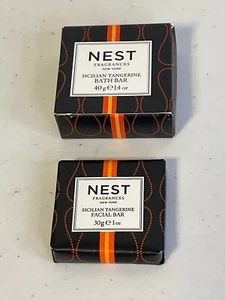 NEST
FRAGRANCES
NEW YORK
SICILIAN TANGERINE
BATH BAR
40 g ℮ 1.4 oz
NEST
FRAGRANCES
NEW YORK
SICILIAN TANGERINE
FACIAL BAR
30g ℮ 1 oz